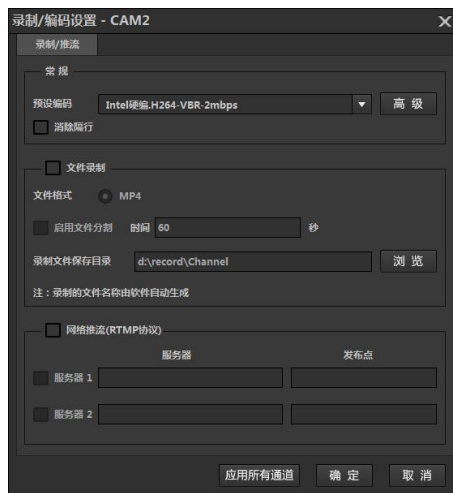 录制/编码设置 - CAM2
录制/推流
常 规
预设编码 Intel硬编.H264-VBR-2mbps 高 级
消除隔行
文件录制
文件格式 MP4
启用文件分割 时间 60 秒
录制文件保存目录 d:\record\Channel 浏 览
注：录制的文件名称由软件自动生成
网络推流(RTMP协议)
服务器 发布点
服务器 1
服务器 2
应用所有通道 确 定 取 消